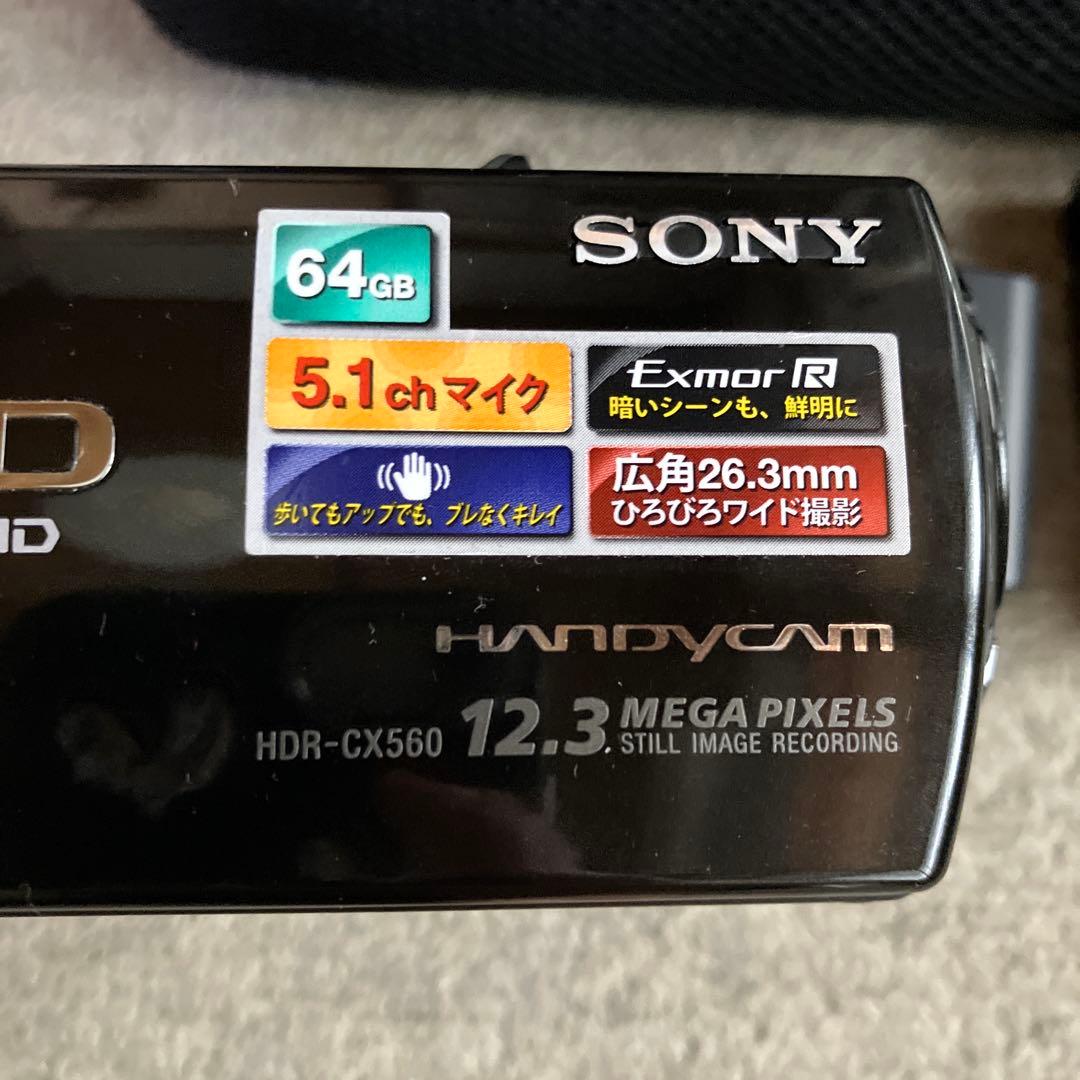 SONY
64GB
5.1chマイク
Exmor R
暗いシーンも、鮮明に
歩いてもアップでも、ブレなくキレイ
広角26.3mm
ひろびろワイド撮影
D
HD
HANDYCAM
HDR-CX560 12.3 MEGA PIXELS
STILL IMAGE RECORDING